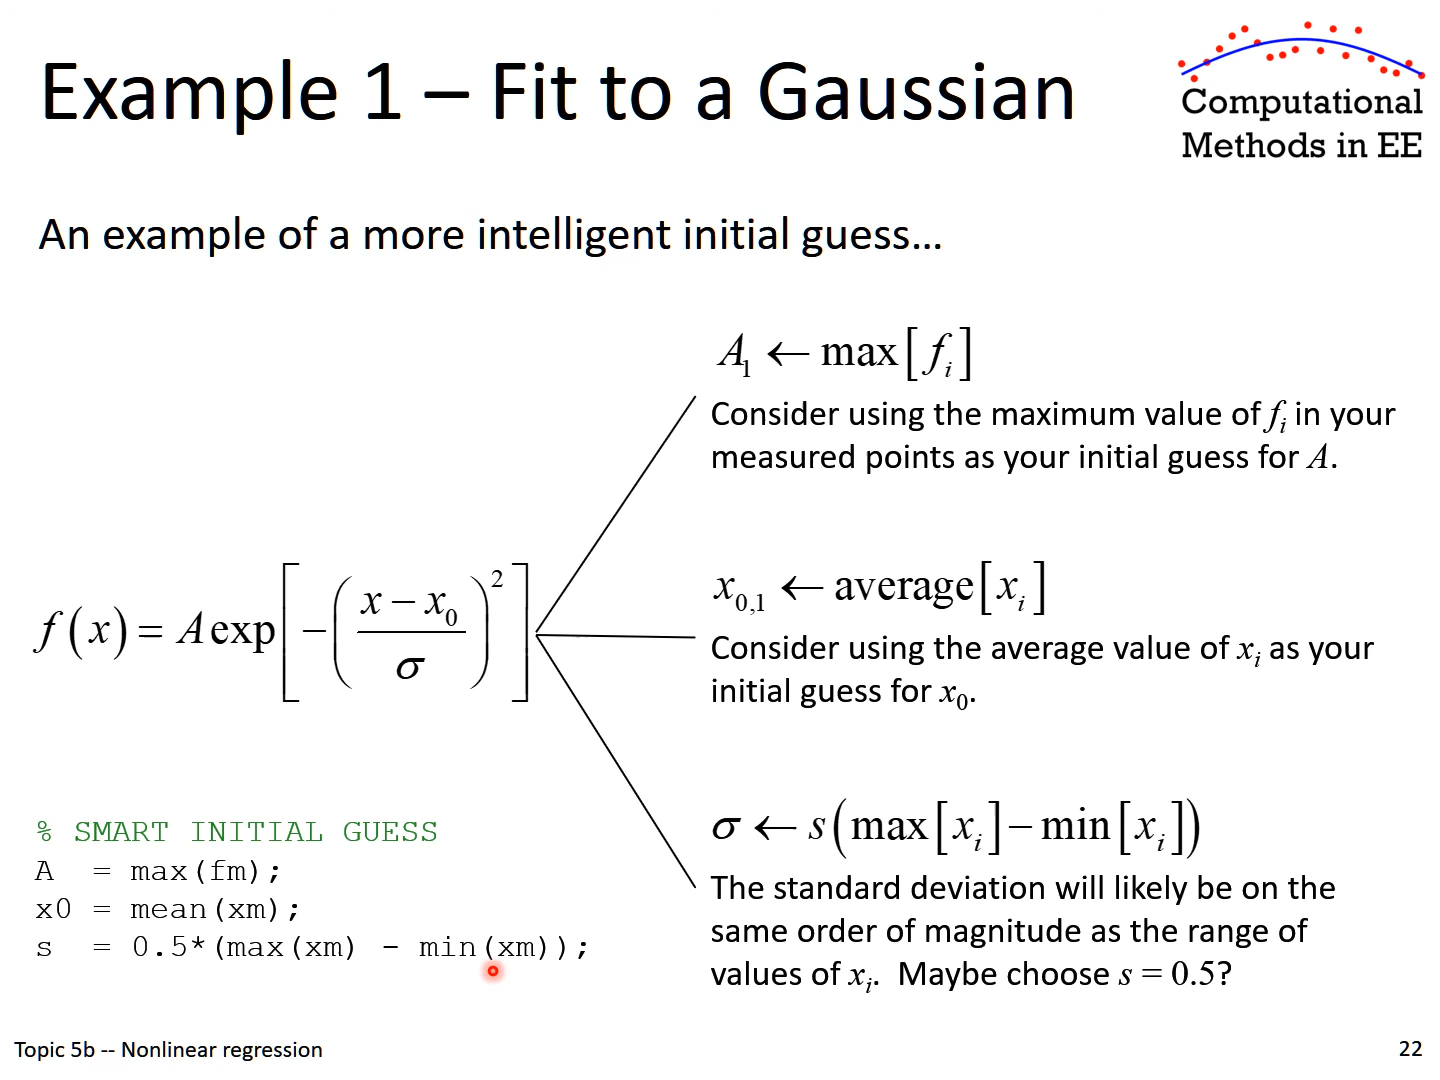 Example 1 – Fit to a Gaussian
Computational
Methods in EE
An example of a more intelligent initial guess…
A₁ ← max[fᵢ]
Consider using the maximum value of fᵢ in your
measured points as your initial guess for A.
f(x) = A exp[−((x − x₀)/σ)²]
x₀,₁ ← average[xᵢ]
Consider using the average value of xᵢ as your
initial guess for x₀.
σ ← s(max[xᵢ] − min[xᵢ])
The standard deviation will likely be on the
same order of magnitude as the range of
values of xᵢ. Maybe choose s = 0.5?
% SMART INITIAL GUESS
A = max(fm);
x0 = mean(xm);
s = 0.5*(max(xm) - min(xm));
Topic 5b -- Nonlinear regression
22